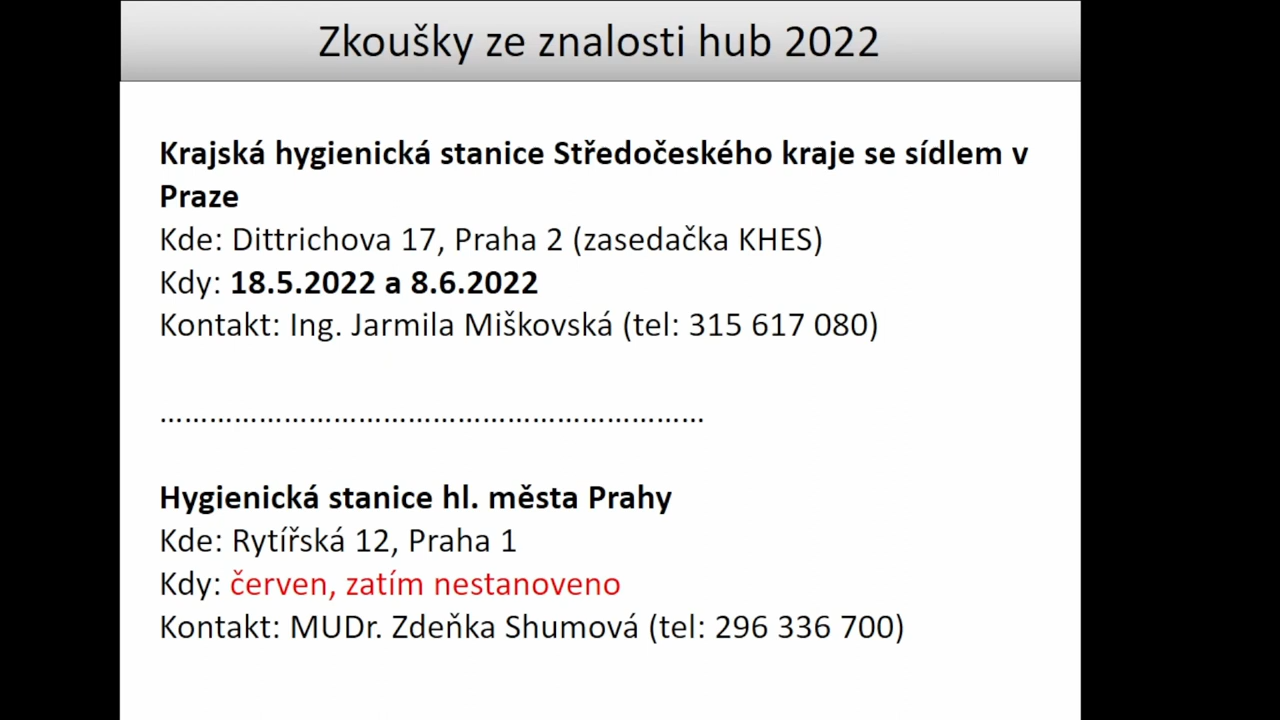 Zkoušky ze znalosti hub 2022
Krajská hygienická stanice Středočeského kraje se sídlem v
Praze
Kde: Dittrichova 17, Praha 2 (zasedačka KHES)
Kdy: 18.5.2022 a 8.6.2022
Kontakt: Ing. Jarmila Miškovská (tel: 315 617 080)
…………………………………………………………
Hygienická stanice hl. města Prahy
Kde: Rytířská 12, Praha 1
Kdy: červen, zatím nestanoveno
Kontakt: MUDr. Zdeňka Shumová (tel: 296 336 700)